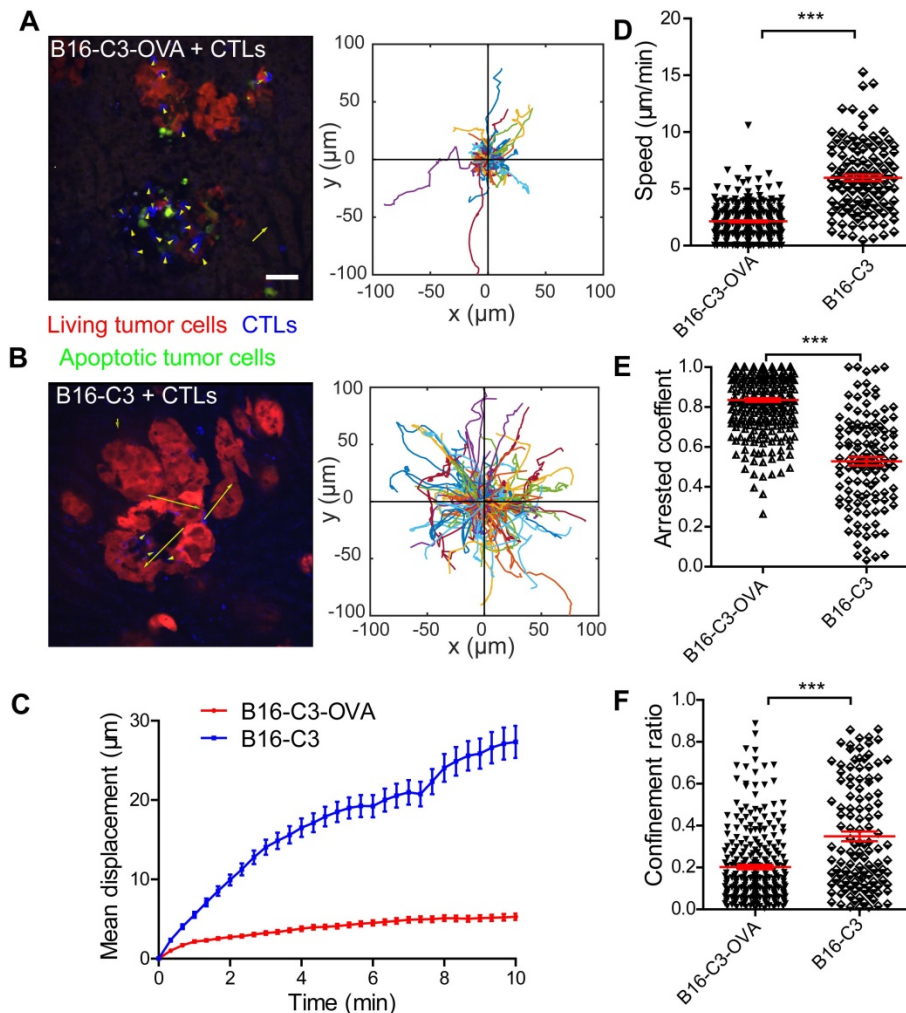 A
B16-C3-OVA + CTLs
100
50
0
-50
-100
y (µm)
-100 -50 0 50 100
x (µm)
Living tumor cells CTLs
Apoptotic tumor cells
B
B16-C3 + CTLs
100
50
0
-50
-100
y (µm)
-100 -50 0 50 100
x (µm)
C
B16-C3-OVA
B16-C3
30
20
10
0
Mean displacement (µm)
0 2 4 6 8 10
Time (min)
D
***
20
15
10
5
0
Speed (µm/min)
B16-C3-OVA
B16-C3
E
***
1.0
0.8
0.6
0.4
0.2
0.0
Arrested coeffient
B16-C3-OVA
B16-C3
F
***
1.0
0.8
0.6
0.4
0.2
0.0
Confinement ratio
B16-C3-OVA
B16-C3